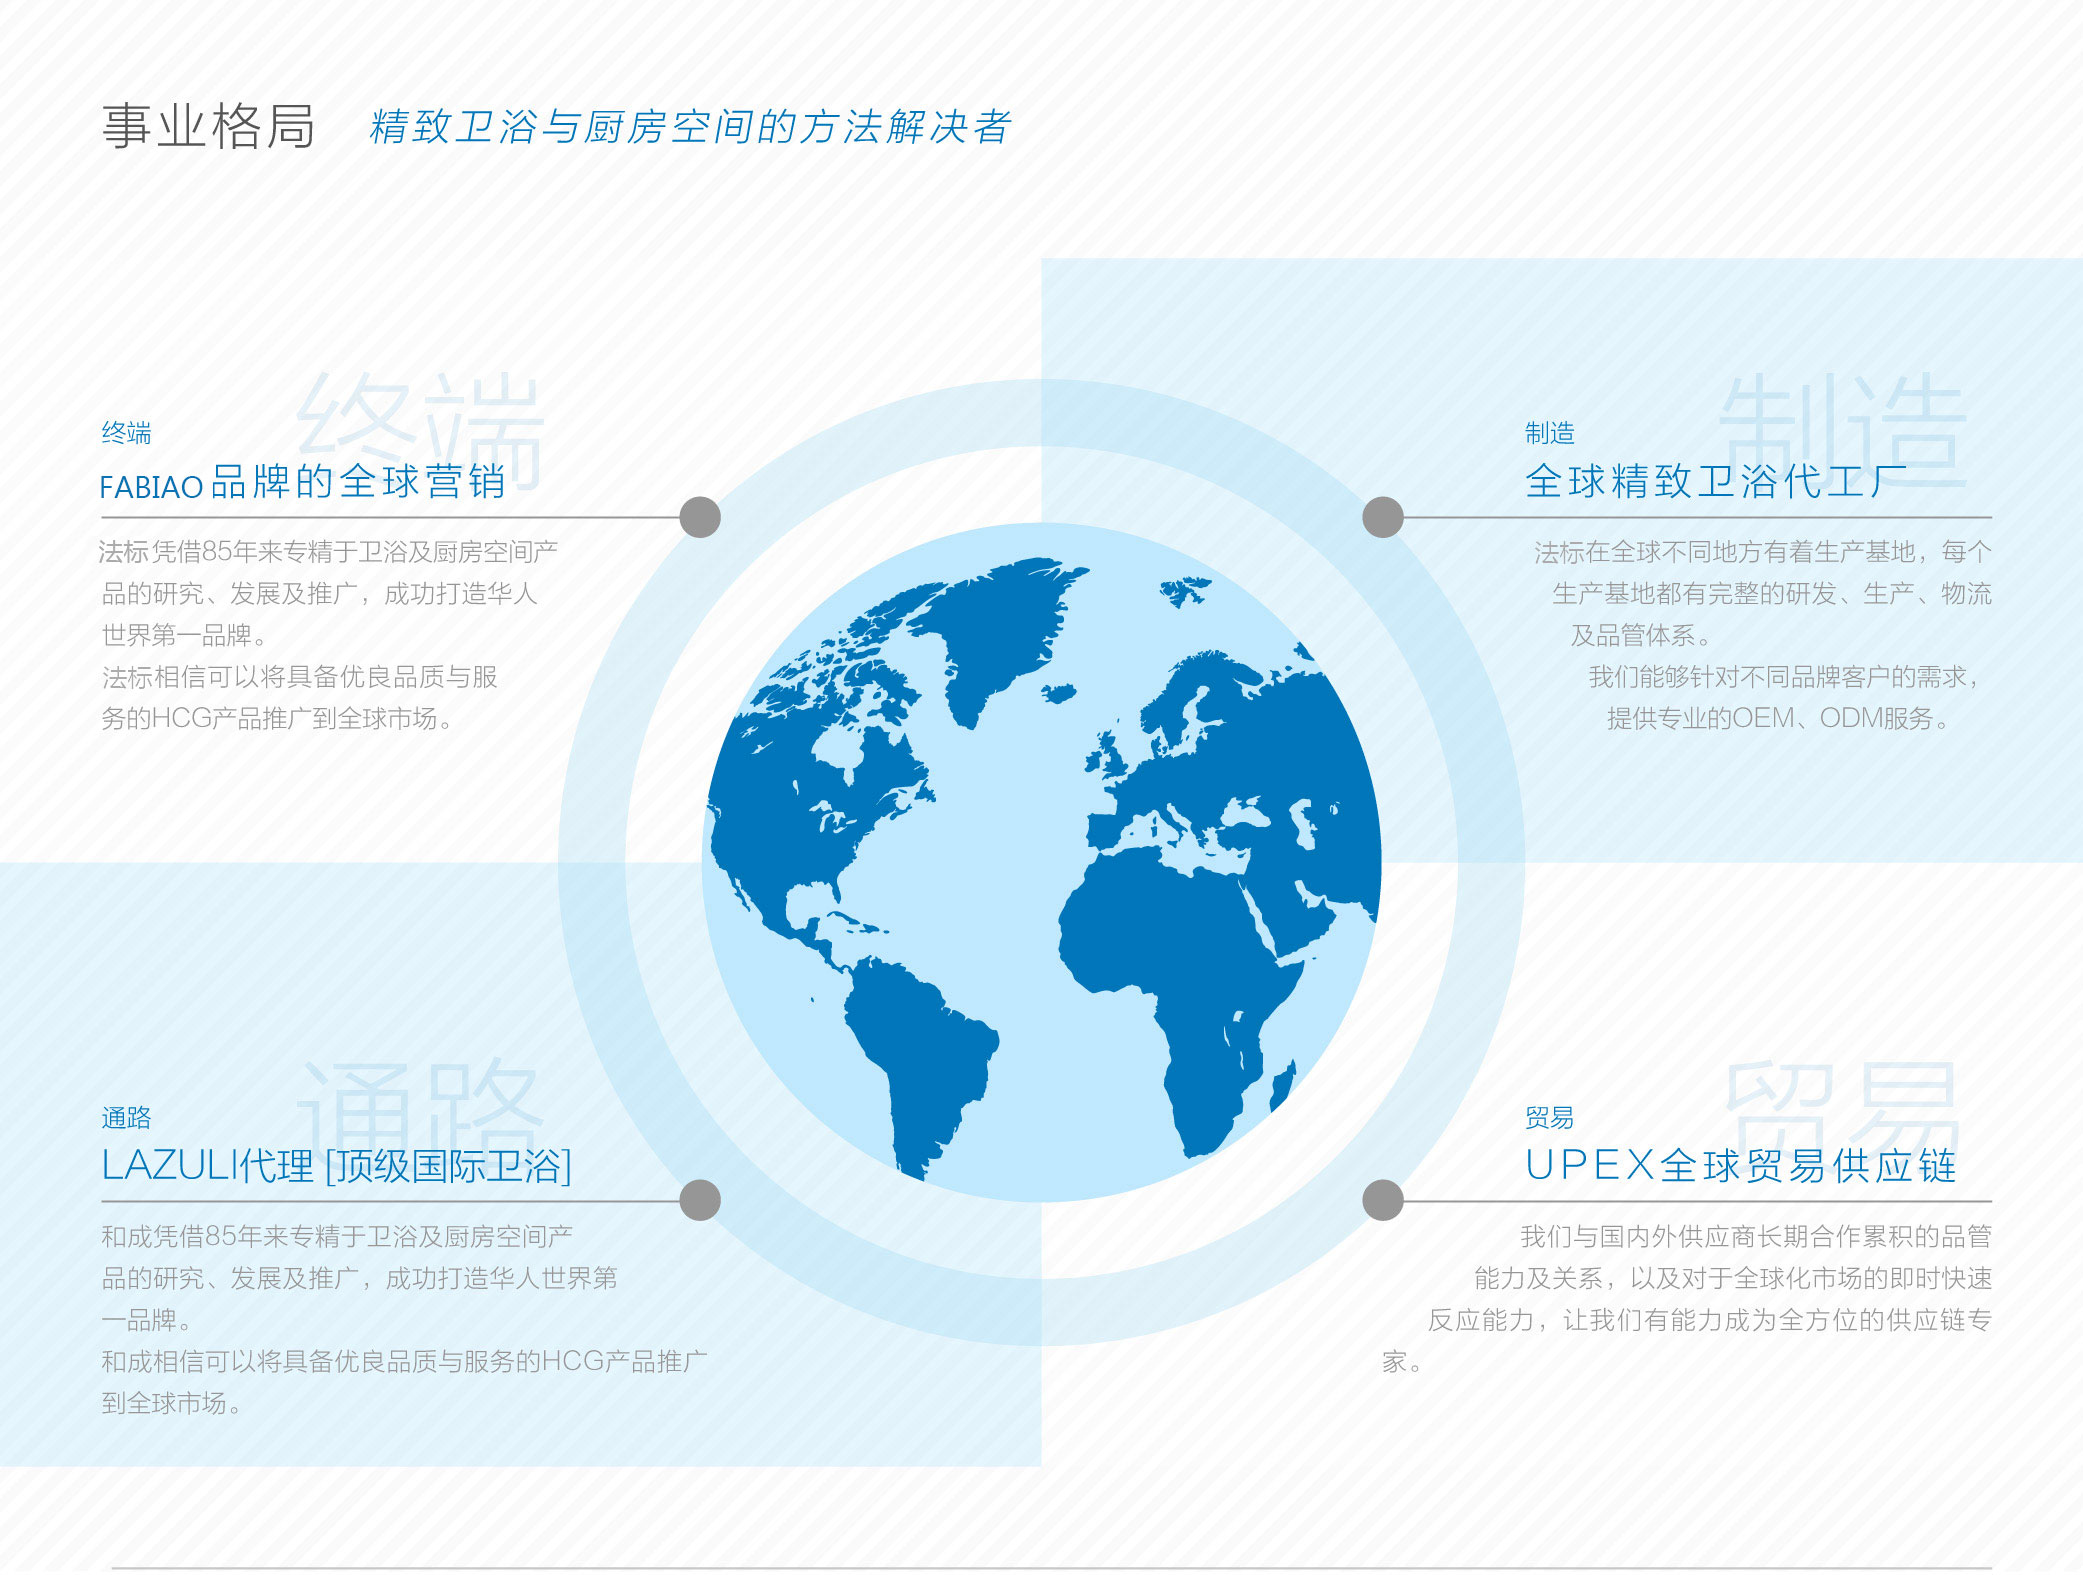 事业格局 精致卫浴与厨房空间的方法解决者
终端
终端
FABIAO品牌的全球营销
法标凭借85年来专精于卫浴及厨房空间产
品的研究、发展及推广，成功打造华人
世界第一品牌。
法标相信可以将具备优良品质与服
务的HCG产品推广到全球市场。
制造
制造
全球精致卫浴代工厂
法标在全球不同地方有着生产基地，每个
生产基地都有完整的研发、生产、物流
及品管体系。
我们能够针对不同品牌客户的需求，
提供专业的OEM、ODM服务。
通路
通路
LAZULI代理 [顶级国际卫浴]
和成凭借85年来专精于卫浴及厨房空间产
品的研究、发展及推广，成功打造华人世界第
一品牌。
和成相信可以将具备优良品质与服务的HCG产品推广
到全球市场。
贸易
贸易
UPEX全球贸易供应链
我们与国内外供应商长期合作累积的品管
能力及关系，以及对于全球化市场的即时快速
反应能力，让我们有能力成为全方位的供应链专
家。